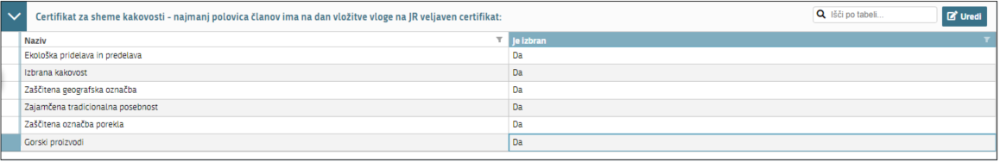 Certifikat za sheme kakovosti - najmanj polovica članov ima na dan vložitve vloge na JR veljaven certifikat:
Išči po tabeli...
Uredi
Naziv Je izbran
Ekološka pridelava in predelava Da
Izbrana kakovost Da
Zaščitena geografska označba Da
Zajamčena tradicionalna posebnost Da
Zaščitena označba porekla Da
Gorski proizvodi Da